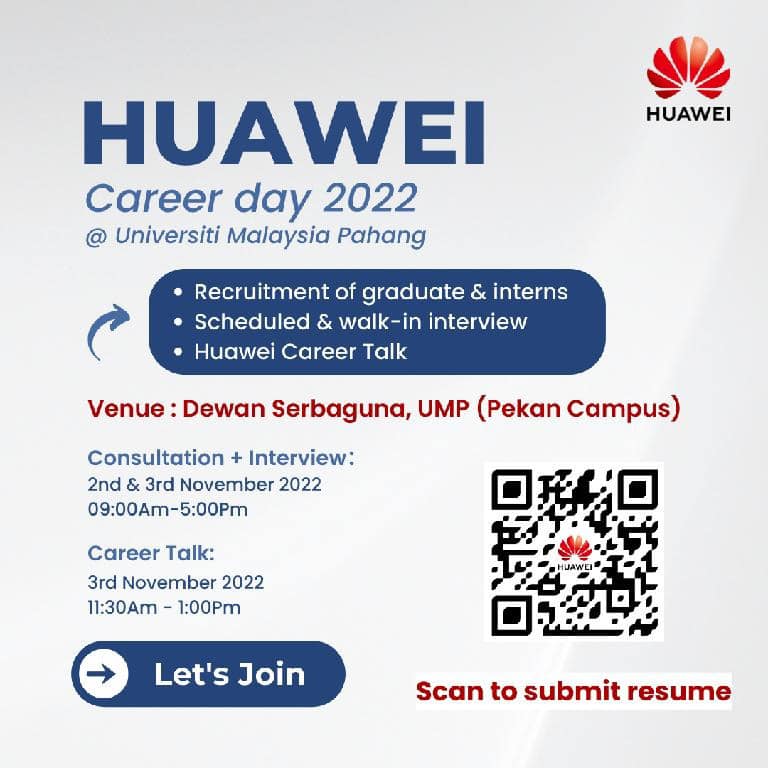 HUAWEI
HUAWEI
Career day 2022
@ Universiti Malaysia Pahang
• Recruitment of graduate & interns
• Scheduled & walk-in interview
• Huawei Career Talk
Venue : Dewan Serbaguna, UMP (Pekan Campus)
Consultation + Interview:
2nd & 3rd November 2022
09:00Am-5:00Pm
Career Talk:
3rd November 2022
11:30Am - 1:00Pm
HUAWEI
Let's Join
Scan to submit resume